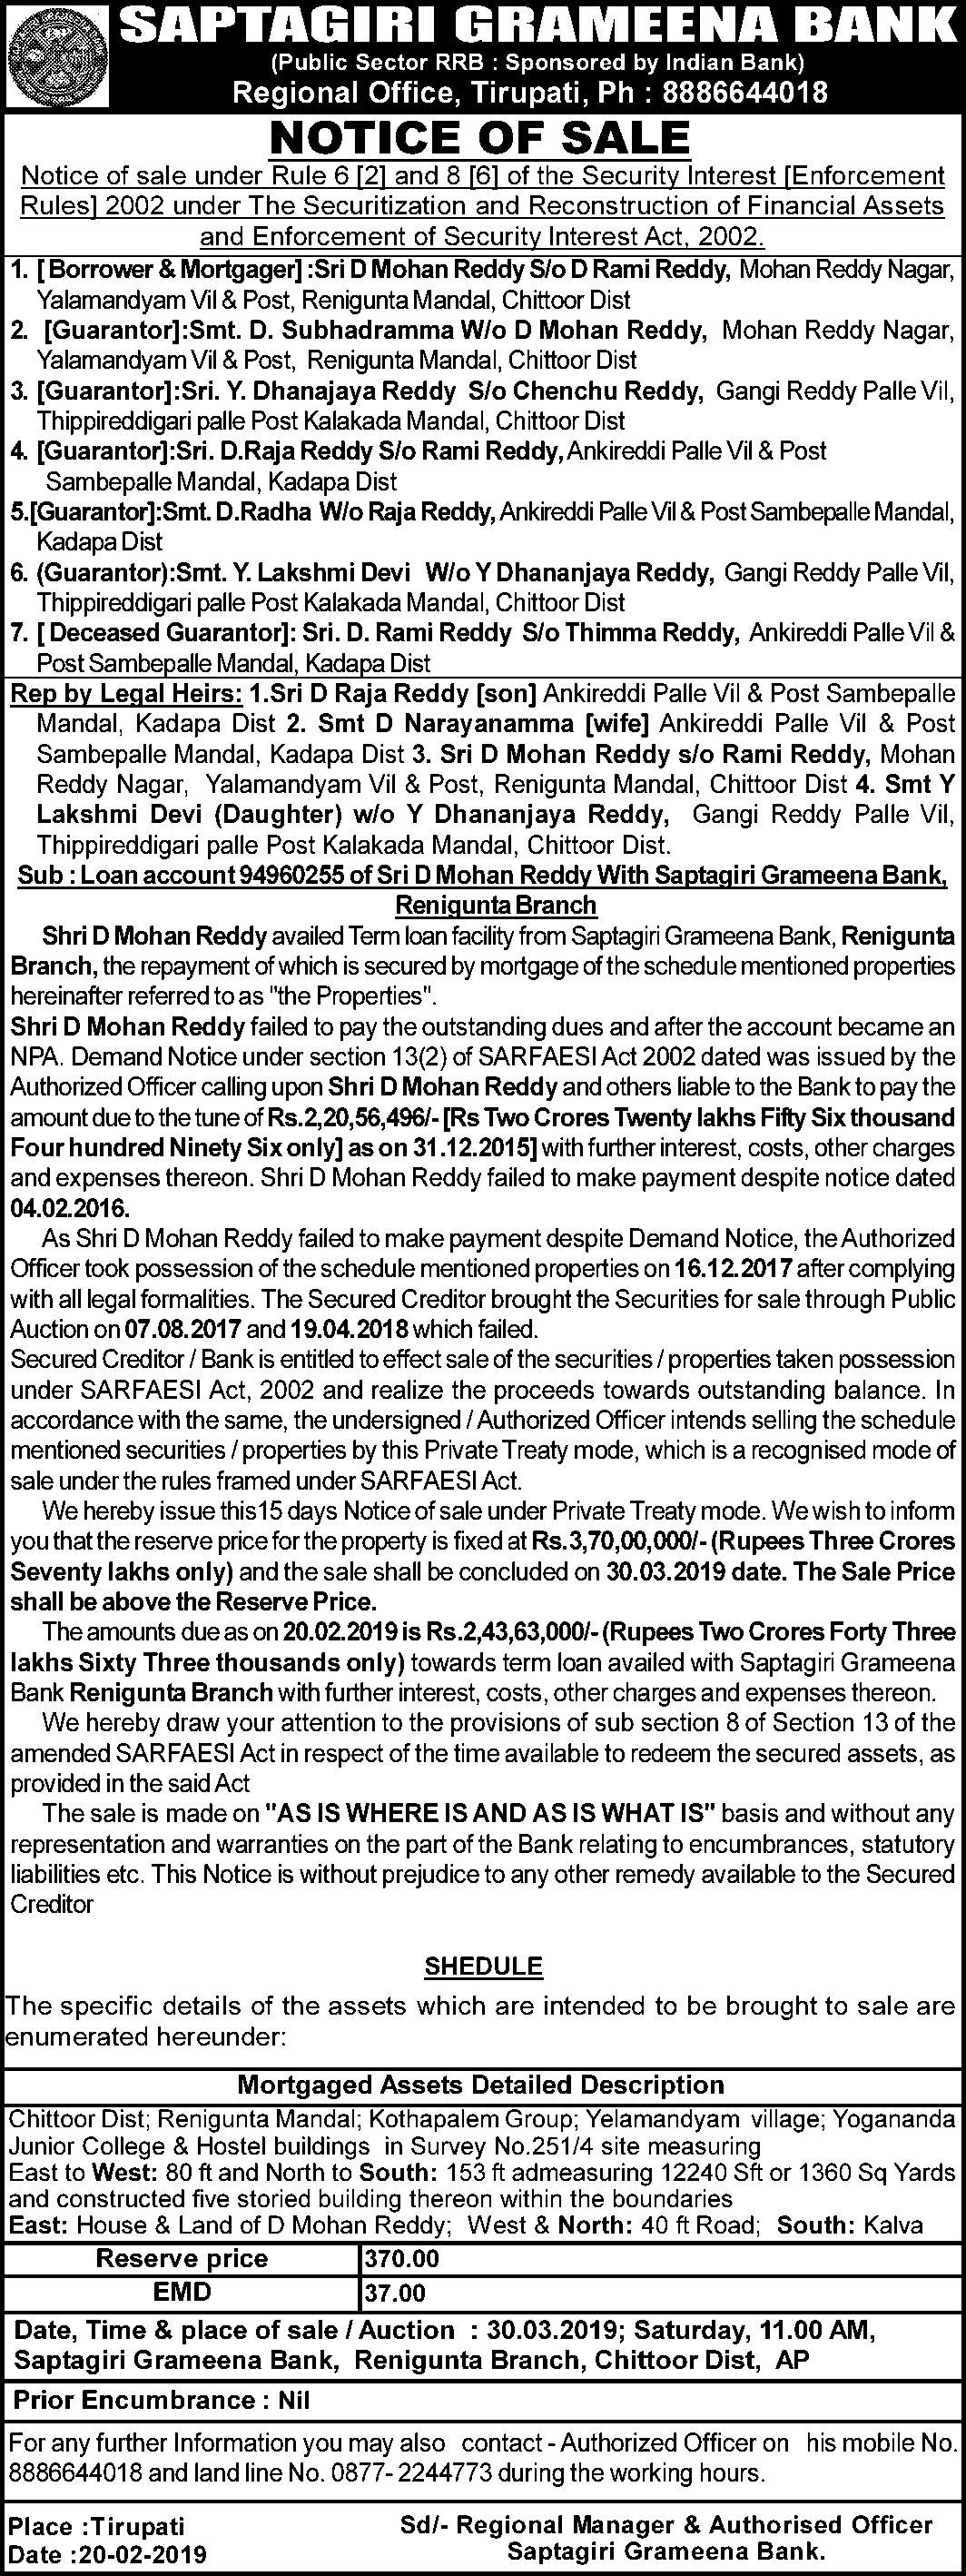 SAPTAGIRI GRAMEENA BANK
(Public Sector RRB : Sponsored by Indian Bank)
Regional Office, Tirupati, Ph : 8886644018
NOTICE OF SALE
Notice of sale under Rule 6 [2] and 8 [6] of the Security Interest [Enforcement
Rules] 2002 under The Securitization and Reconstruction of Financial Assets
and Enforcement of Security Interest Act, 2002.
1. [ Borrower & Mortgager] :Sri D Mohan Reddy S/o D Rami Reddy, Mohan Reddy Nagar,
Yalamandyam Vil & Post, Renigunta Mandal, Chittoor Dist
2. [Guarantor]:Smt. D. Subhadramma W/o D Mohan Reddy, Mohan Reddy Nagar,
Yalamandyam Vil & Post, Renigunta Mandal, Chittoor Dist
3. [Guarantor]:Sri. Y. Dhanajaya Reddy S/o Chenchu Reddy, Gangi Reddy Palle Vil,
Thippireddigari palle Post Kalakada Mandal, Chittoor Dist
4. [Guarantor]:Sri. D.Raja Reddy S/o Rami Reddy, Ankireddi Palle Vil & Post
Sambepalle Mandal, Kadapa Dist
5.[Guarantor]:Smt. D.Radha W/o Raja Reddy, Ankireddi Palle Vil & Post Sambepalle Mandal,
Kadapa Dist
6. (Guarantor):Smt. Y. Lakshmi Devi W/o Y Dhananjaya Reddy, Gangi Reddy Palle Vil,
Thippireddigari palle Post Kalakada Mandal, Chittoor Dist
7. [ Deceased Guarantor]: Sri. D. Rami Reddy S/o Thimma Reddy, Ankireddi Palle Vil &
Post Sambepalle Mandal, Kadapa Dist
Rep by Legal Heirs: 1.Sri D Raja Reddy [son] Ankireddi Palle Vil & Post Sambepalle
Mandal, Kadapa Dist 2. Smt D Narayanamma [wife] Ankireddi Palle Vil & Post
Sambepalle Mandal, Kadapa Dist 3. Sri D Mohan Reddy s/o Rami Reddy, Mohan
Reddy Nagar, Yalamandyam Vil & Post, Renigunta Mandal, Chittoor Dist 4. Smt Y
Lakshmi Devi (Daughter) w/o Y Dhananjaya Reddy, Gangi Reddy Palle Vil,
Thippireddigari palle Post Kalakada Mandal, Chittoor Dist.
Sub : Loan account 94960255 of Sri D Mohan Reddy With Saptagiri Grameena Bank,
Renigunta Branch
Shri D Mohan Reddy availed Term loan facility from Saptagiri Grameena Bank, Renigunta
Branch, the repayment of which is secured by mortgage of the schedule mentioned properties
hereinafter referred to as "the Properties".
Shri D Mohan Reddy failed to pay the outstanding dues and after the account became an
NPA. Demand Notice under section 13(2) of SARFAESI Act 2002 dated was issued by the
Authorized Officer calling upon Shri D Mohan Reddy and others liable to the Bank to pay the
amount due to the tune of Rs.2,20,56,496/- [Rs Two Crores Twenty lakhs Fifty Six thousand
Four hundred Ninety Six only] as on 31.12.2015] with further interest, costs, other charges
and expenses thereon. Shri D Mohan Reddy failed to make payment despite notice dated
04.02.2016.
As Shri D Mohan Reddy failed to make payment despite Demand Notice, the Authorized
Officer took possession of the schedule mentioned properties on 16.12.2017 after complying
with all legal formalities. The Secured Creditor brought the Securities for sale through Public
Auction on 07.08.2017 and 19.04.2018 which failed.
Secured Creditor / Bank is entitled to effect sale of the securities / properties taken possession
under SARFAESI Act, 2002 and realize the proceeds towards outstanding balance. In
accordance with the same, the undersigned / Authorized Officer intends selling the schedule
mentioned securities / properties by this Private Treaty mode, which is a recognised mode of
sale under the rules framed under SARFAESI Act.
We hereby issue this15 days Notice of sale under Private Treaty mode. We wish to inform
you that the reserve price for the property is fixed at Rs.3,70,00,000/- (Rupees Three Crores
Seventy lakhs only) and the sale shall be concluded on 30.03.2019 date. The Sale Price
shall be above the Reserve Price.
The amounts due as on 20.02.2019 is Rs.2,43,63,000/- (Rupees Two Crores Forty Three
lakhs Sixty Three thousands only) towards term loan availed with Saptagiri Grameena
Bank Renigunta Branch with further interest, costs, other charges and expenses thereon.
We hereby draw your attention to the provisions of sub section 8 of Section 13 of the
amended SARFAESI Act in respect of the time available to redeem the secured assets, as
provided in the said Act
The sale is made on "AS IS WHERE IS AND AS IS WHAT IS" basis and without any
representation and warranties on the part of the Bank relating to encumbrances, statutory
liabilities etc. This Notice is without prejudice to any other remedy available to the Secured
Creditor
SHEDULE
The specific details of the assets which are intended to be brought to sale are
enumerated hereunder:
Mortgaged Assets Detailed Description
Chittoor Dist; Renigunta Mandal; Kothapalem Group; Yelamandyam village; Yogananda
Junior College & Hostel buildings in Survey No.251/4 site measuring
East to West: 80 ft and North to South: 153 ft admeasuring 12240 Sft or 1360 Sq Yards
and constructed five storied building thereon within the boundaries
East: House & Land of D Mohan Reddy; West & North: 40 ft Road; South: Kalva
Reserve price 370.00
EMD 37.00
Date, Time & place of sale / Auction : 30.03.2019; Saturday, 11.00 AM,
Saptagiri Grameena Bank, Renigunta Branch, Chittoor Dist, AP
Prior Encumbrance : Nil
For any further Information you may also contact - Authorized Officer on his mobile No.
8886644018 and land line No. 0877- 2244773 during the working hours.
Place :Tirupati
Sd/- Regional Manager & Authorised Officer
Date :20-02-2019
Saptagiri Grameena Bank.